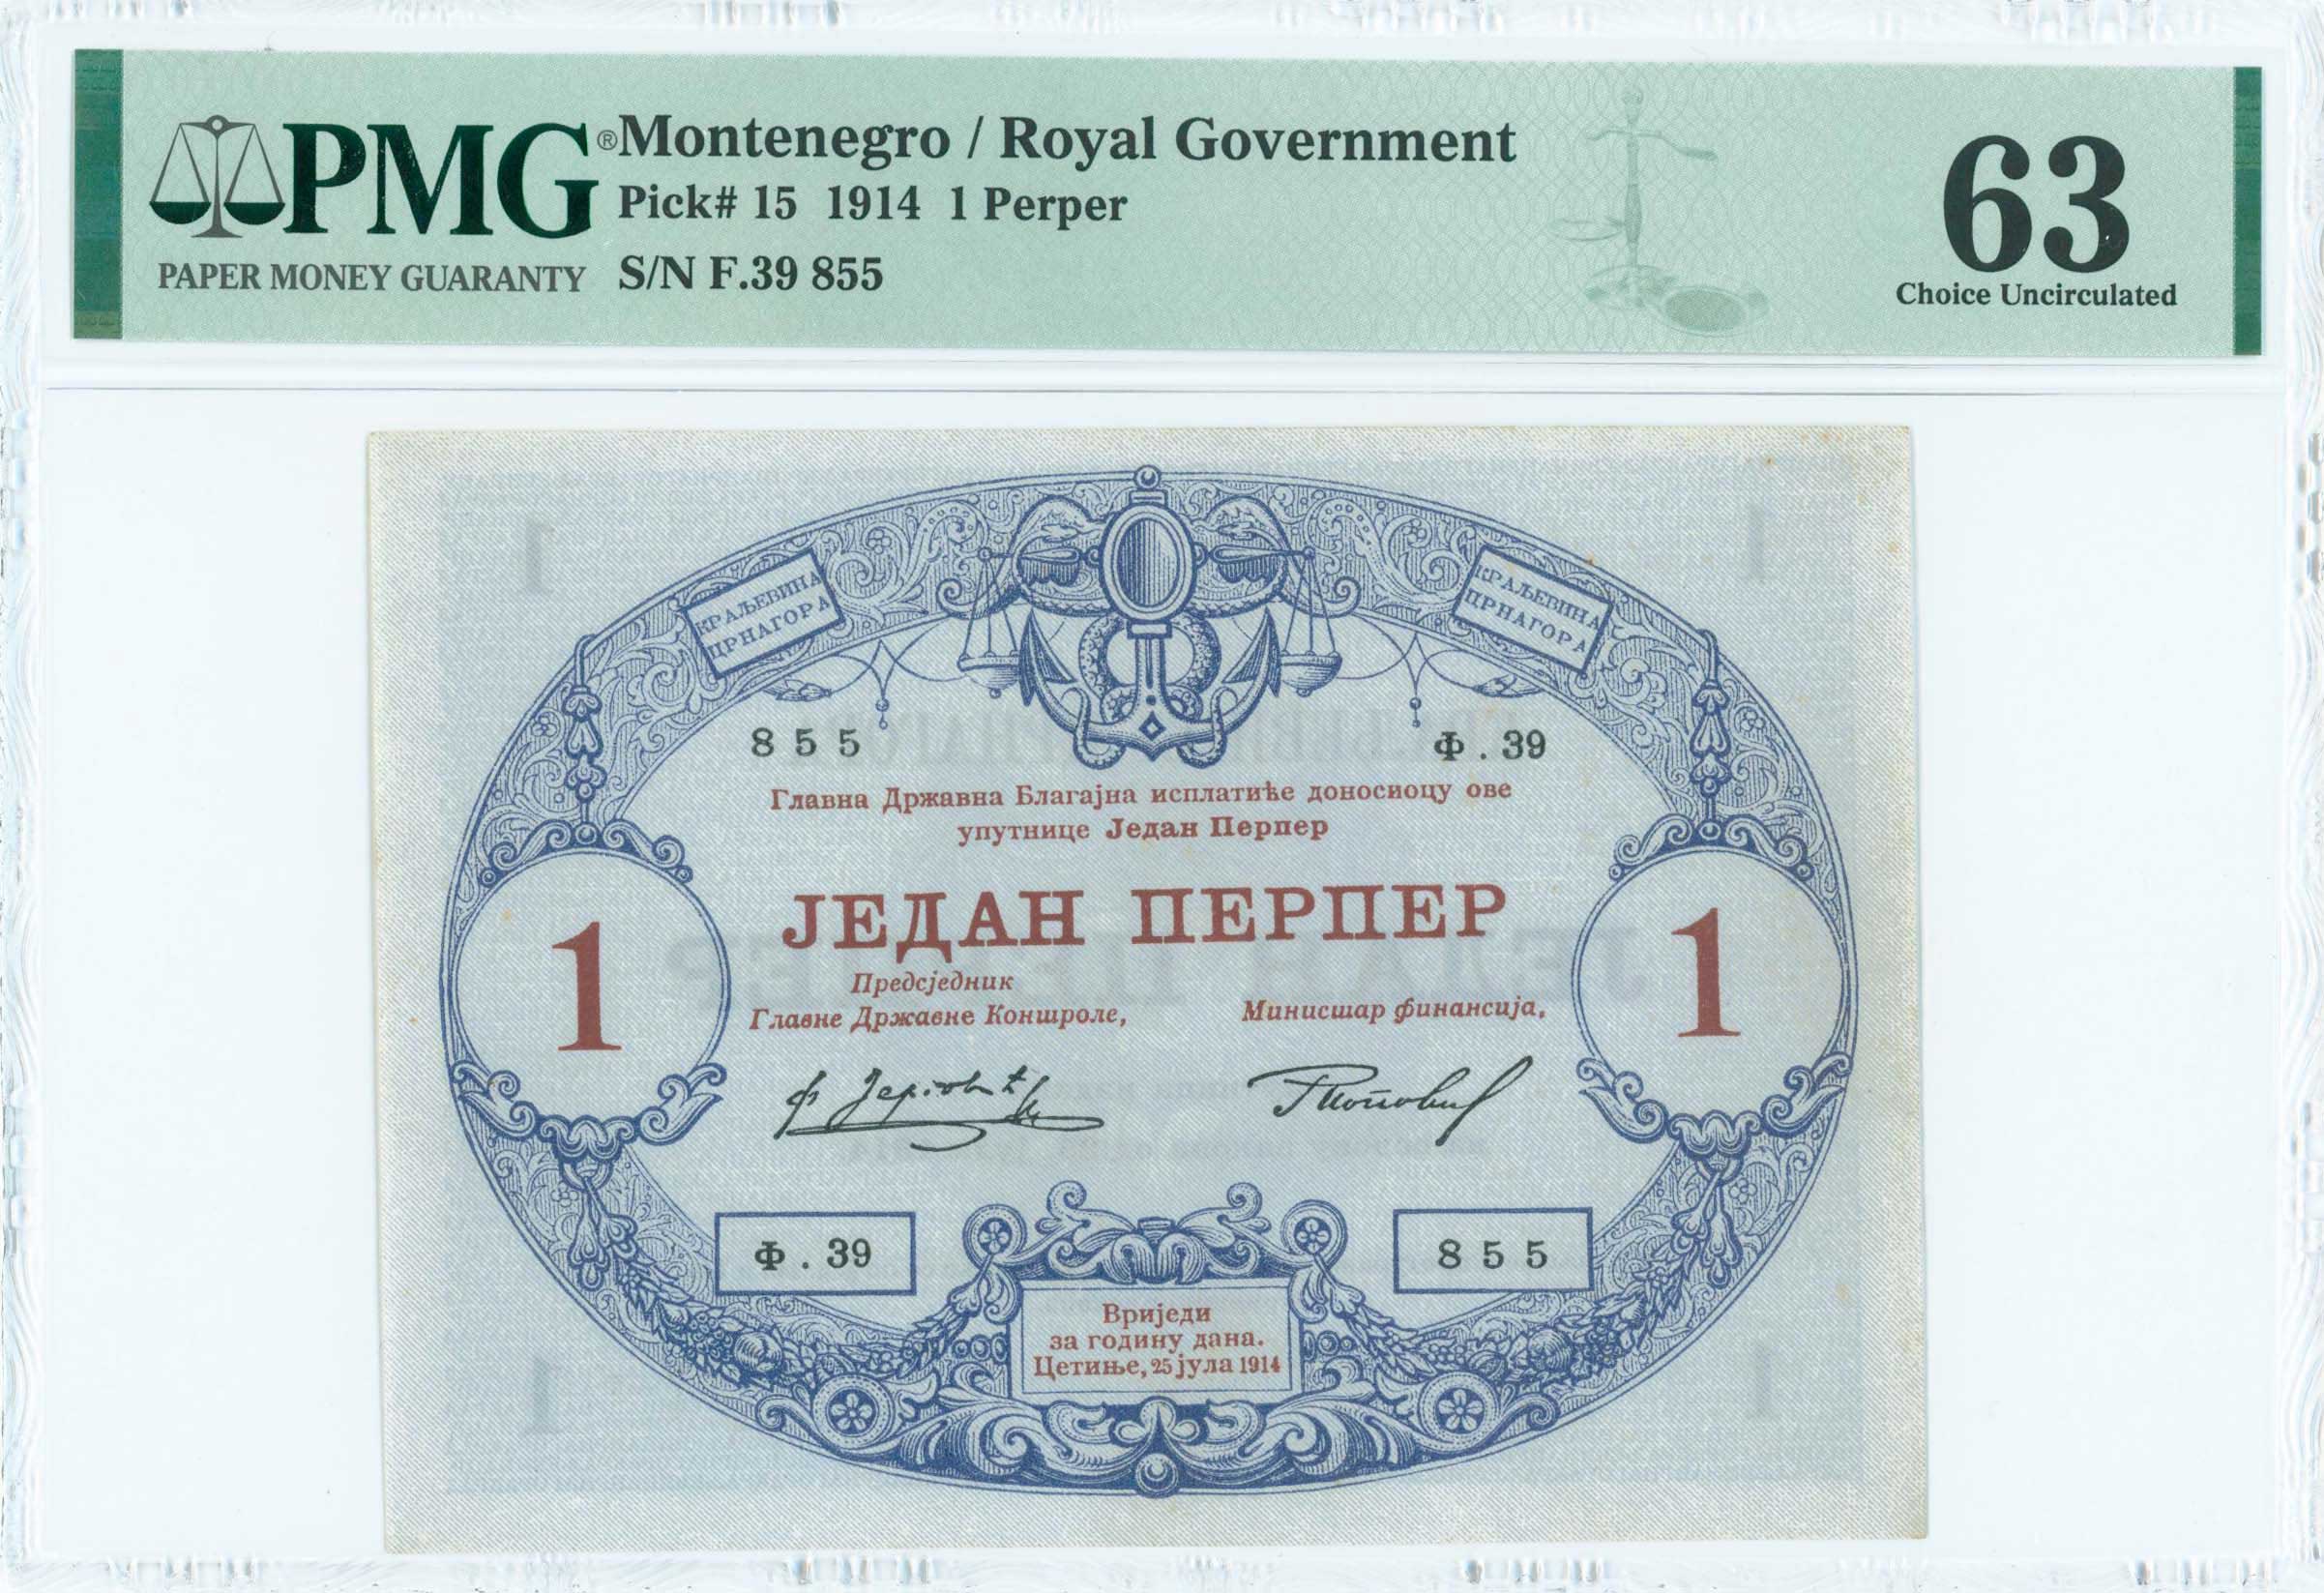 PMG®
PAPER MONEY GUARANTY
Montenegro / Royal Government
Pick# 15 1914 1 Perper
S/N F.39 855
63
Choice Uncirculated
КРАЉЕВИНА
ЦРНАГОРА
КРАЉЕВИНА
ЦРНАГОРА
855
Ф.39
Главна Државна Благајна исплатиће доносиоцу ове
упутнице Један Перпер
ЈЕДАН ПЕРПЕР
1
1
Предсједник
Главне Државне Контроле,
Министар финансија,
Ф.39
855
Вриједи
за годину дана.
Цетиње, 25 јула 1914